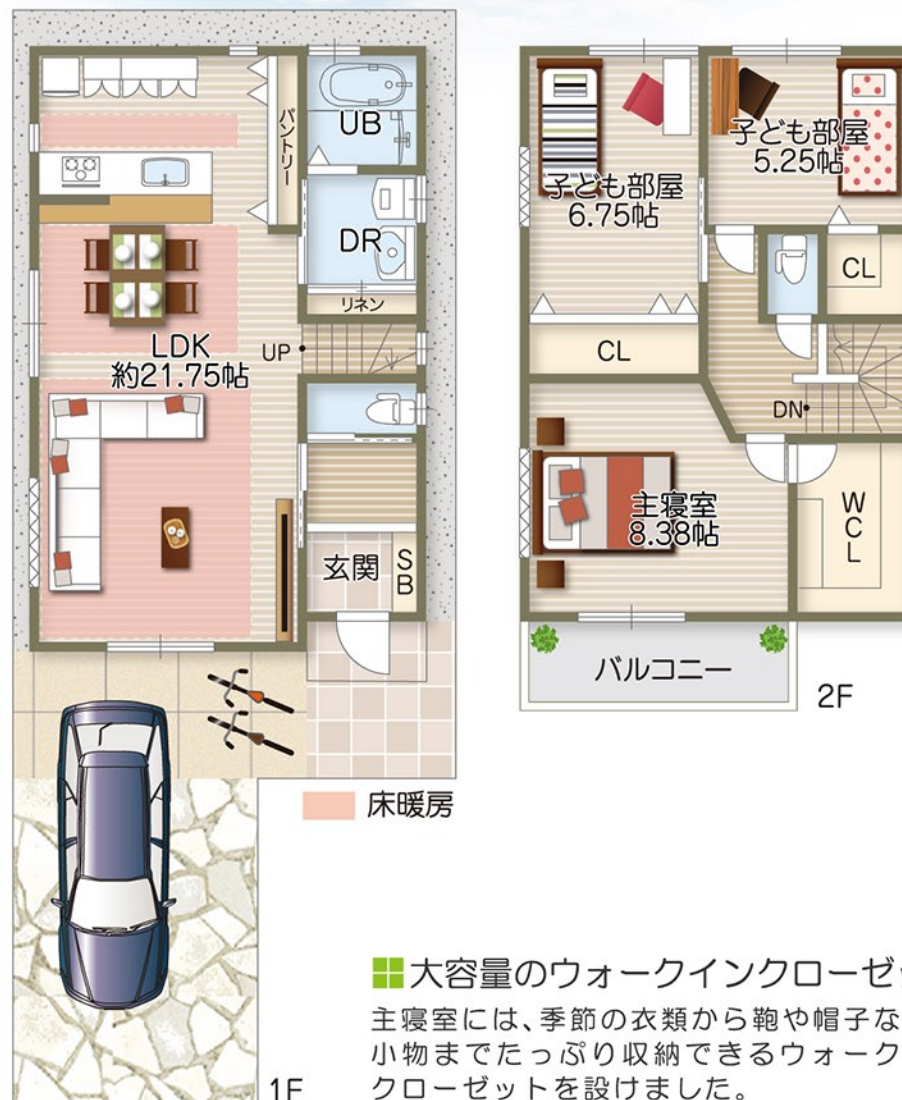 UB
パントリー
DR
リネン
LDK
約21.75帖
UP
玄関
SB
床暖房
1F
子ども部屋
6.75帖
子ども部屋
5.25帖
CL
CL
DN
主寝室
8.38帖
WCL
バルコニー
2F
大容量のウォークインクローゼッ
主寝室には、季節の衣類から鞄や帽子な
小物までたっぷり収納できるウォーク
クローゼットを設けました。